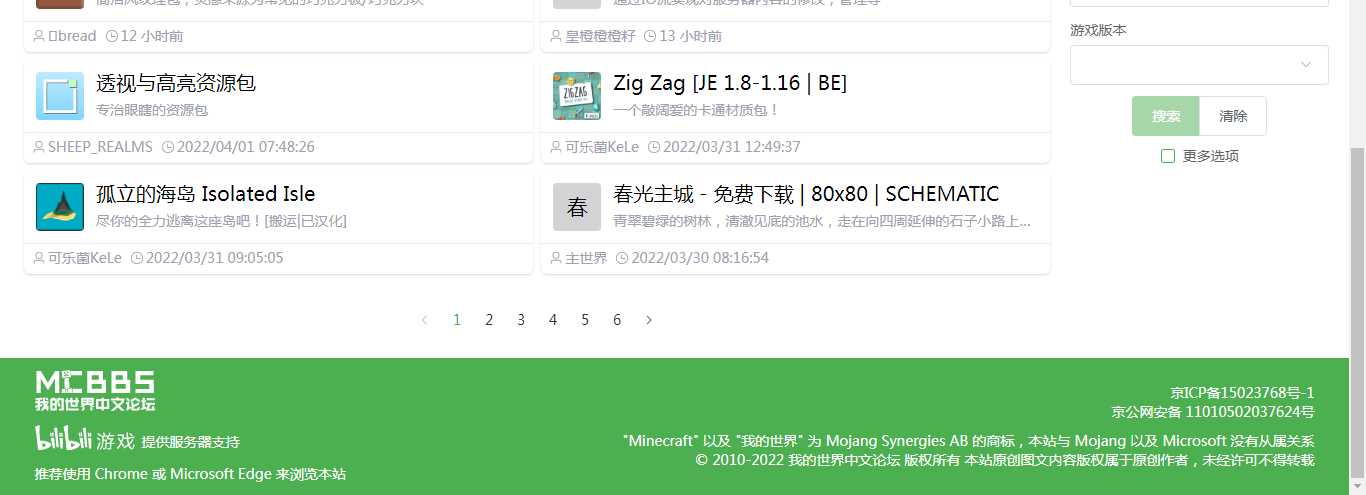 bread 12 小时前
皇橙橙橙籽 13 小时前
游戏版本
透视与高亮资源包
专治眼瞎的资源包
SHEEP_REALMS 2022/04/01 07:48:26
ZIGZAG
Zig Zag [JE 1.8-1.16 | BE]
一个敲阔爱的卡通材质包！
可乐菌KeLe 2022/03/31 12:49:37
搜索 清除
更多选项
孤立的海岛 Isolated Isle
尽你的全力逃离这座岛吧！[搬运|已汉化]
可乐菌KeLe 2022/03/31 09:05:05
春
春光主城 - 免费下载 | 80x80 | SCHEMATIC
青翠碧绿的树林，清澈见底的池水，走在向四周延伸的石子小路上...
主世界 2022/03/30 08:16:54
1 2 3 4 5 6
MCBBS
我的世界中文论坛
bilibili 游戏 提供服务器支持
推荐使用 Chrome 或 Microsoft Edge 来浏览本站
京ICP备15023768号-1
京公网安备 11010502037624号
"Minecraft" 以及 "我的世界" 为 Mojang Synergies AB 的商标，本站与 Mojang 以及 Microsoft 没有从属关系
© 2010-2022 我的世界中文论坛 版权所有 本站原创图文内容版权属于原创作者，未经许可不得转载